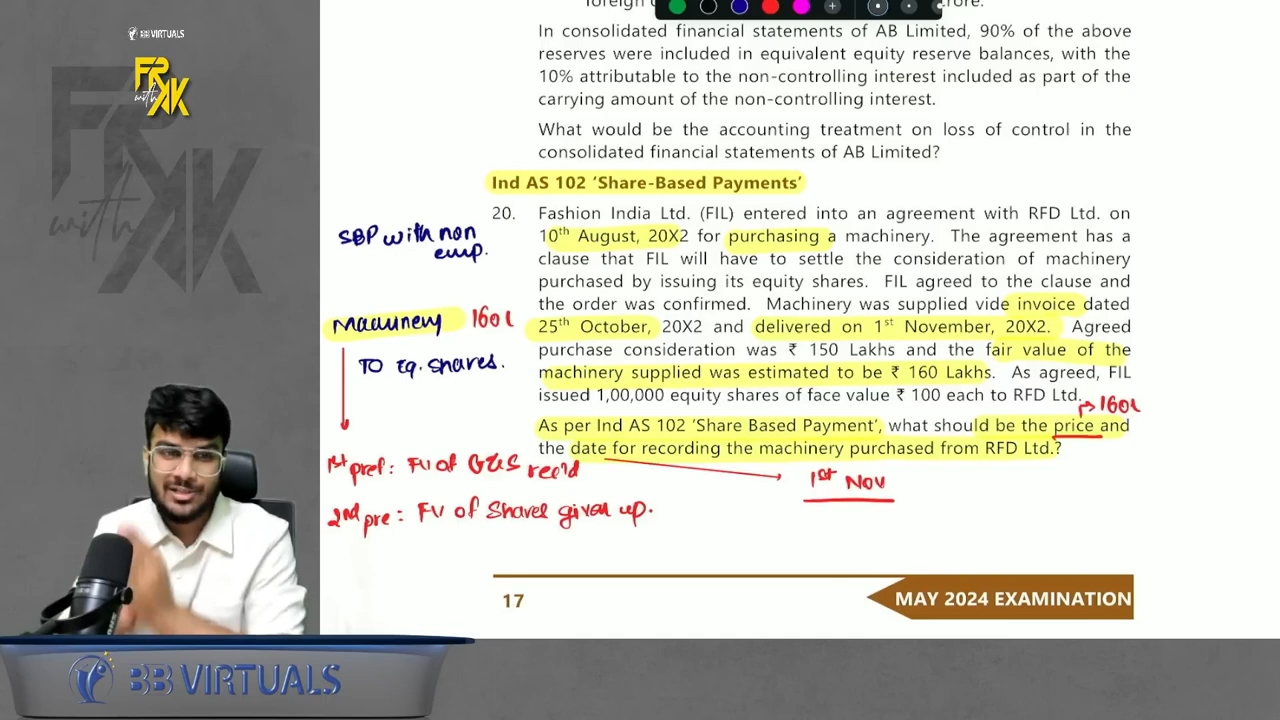 BB VIRTUALS
FR
with
AK
In consolidated financial statements of AB Limited, 90% of the above
reserves were included in equivalent equity reserve balances, with the
10% attributable to the non-controlling interest included as part of the
carrying amount of the non-controlling interest.
What would be the accounting treatment on loss of control in the
consolidated financial statements of AB Limited?
Ind AS 102 'Share-Based Payments'
20. Fashion India Ltd. (FIL) entered into an agreement with RFD Ltd. on
10th August, 20X2 for purchasing a machinery. The agreement has a
clause that FIL will have to settle the consideration of machinery
purchased by issuing its equity shares. FIL agreed to the clause and
the order was confirmed. Machinery was supplied vide invoice dated
25th October, 20X2 and delivered on 1st November, 20X2. Agreed
purchase consideration was ₹ 150 Lakhs and the fair value of the
machinery supplied was estimated to be ₹ 160 Lakhs. As agreed, FIL
issued 1,00,000 equity shares of face value ₹ 100 each to RFD Ltd.
As per Ind AS 102 'Share Based Payment', what should be the price and
the date for recording the machinery purchased from RFD Ltd.?
SBP with non
emp.
Machinery 160L
TO Eq. Shares.
160L
1st pref: FV of G&S rec'd
1st Nov
2nd pre: FV of Shares given up.
17
MAY 2024 EXAMINATION
BB VIRTUALS